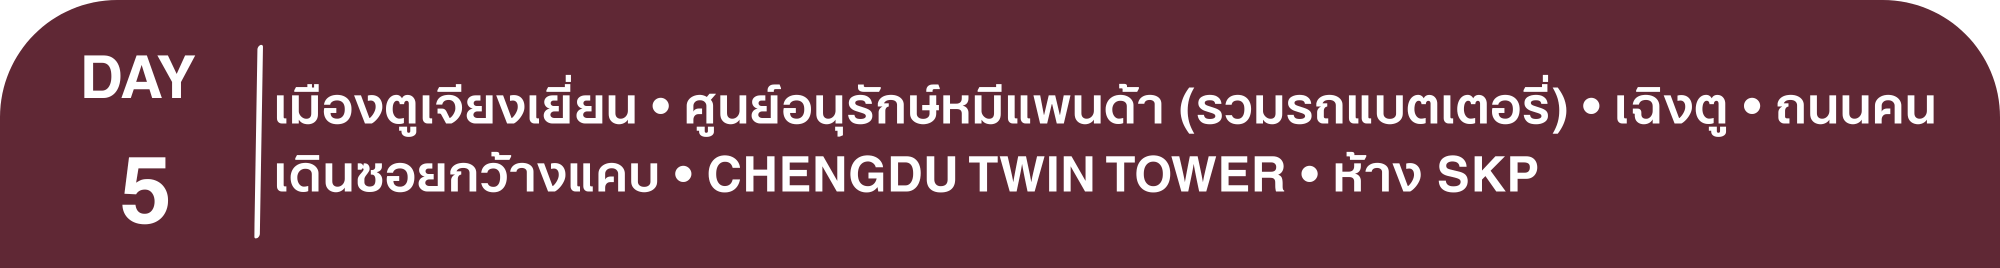 DAY
5
เมืองตูเจียงเยี่ยน • ศูนย์อนุรักษ์หมีแพนด้า (รวมรถแบตเตอรี่) • เฉิงตู • ถนนคน
เดินซอยกว้างแคบ • CHENGDU TWIN TOWER • ห้าง SKP